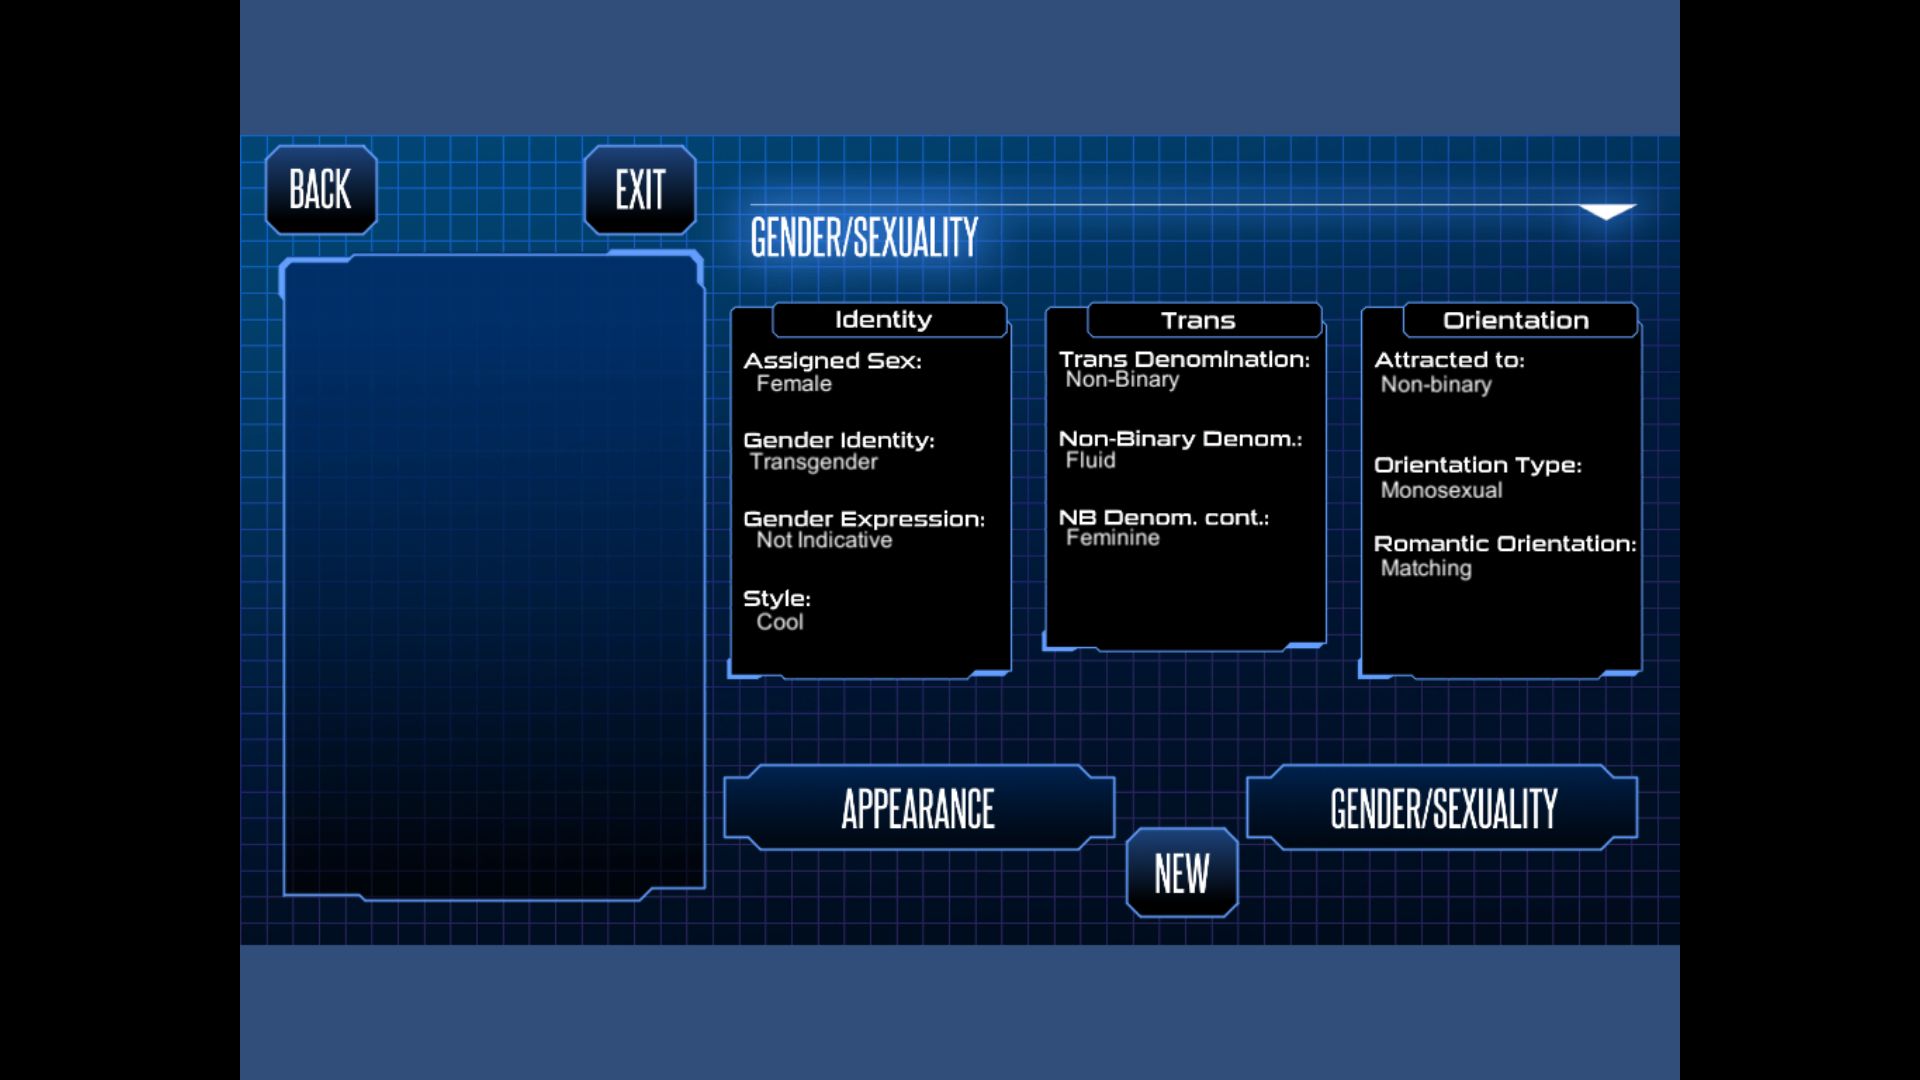 BACK
EXIT
GENDER/SEXUALITY
Identity
Assigned Sex:
Female
Gender Identity:
Transgender
Gender Expression:
Not Indicative
Style:
Cool
Trans
Trans Denomination:
Non-Binary
Non-Binary Denom.:
Fluid
NB Denom. cont.:
Feminine
Orientation
Attracted to:
Non-binary
Orientation Type:
Monosexual
Romantic Orientation:
Matching
APPEARANCE
GENDER/SEXUALITY
NEW